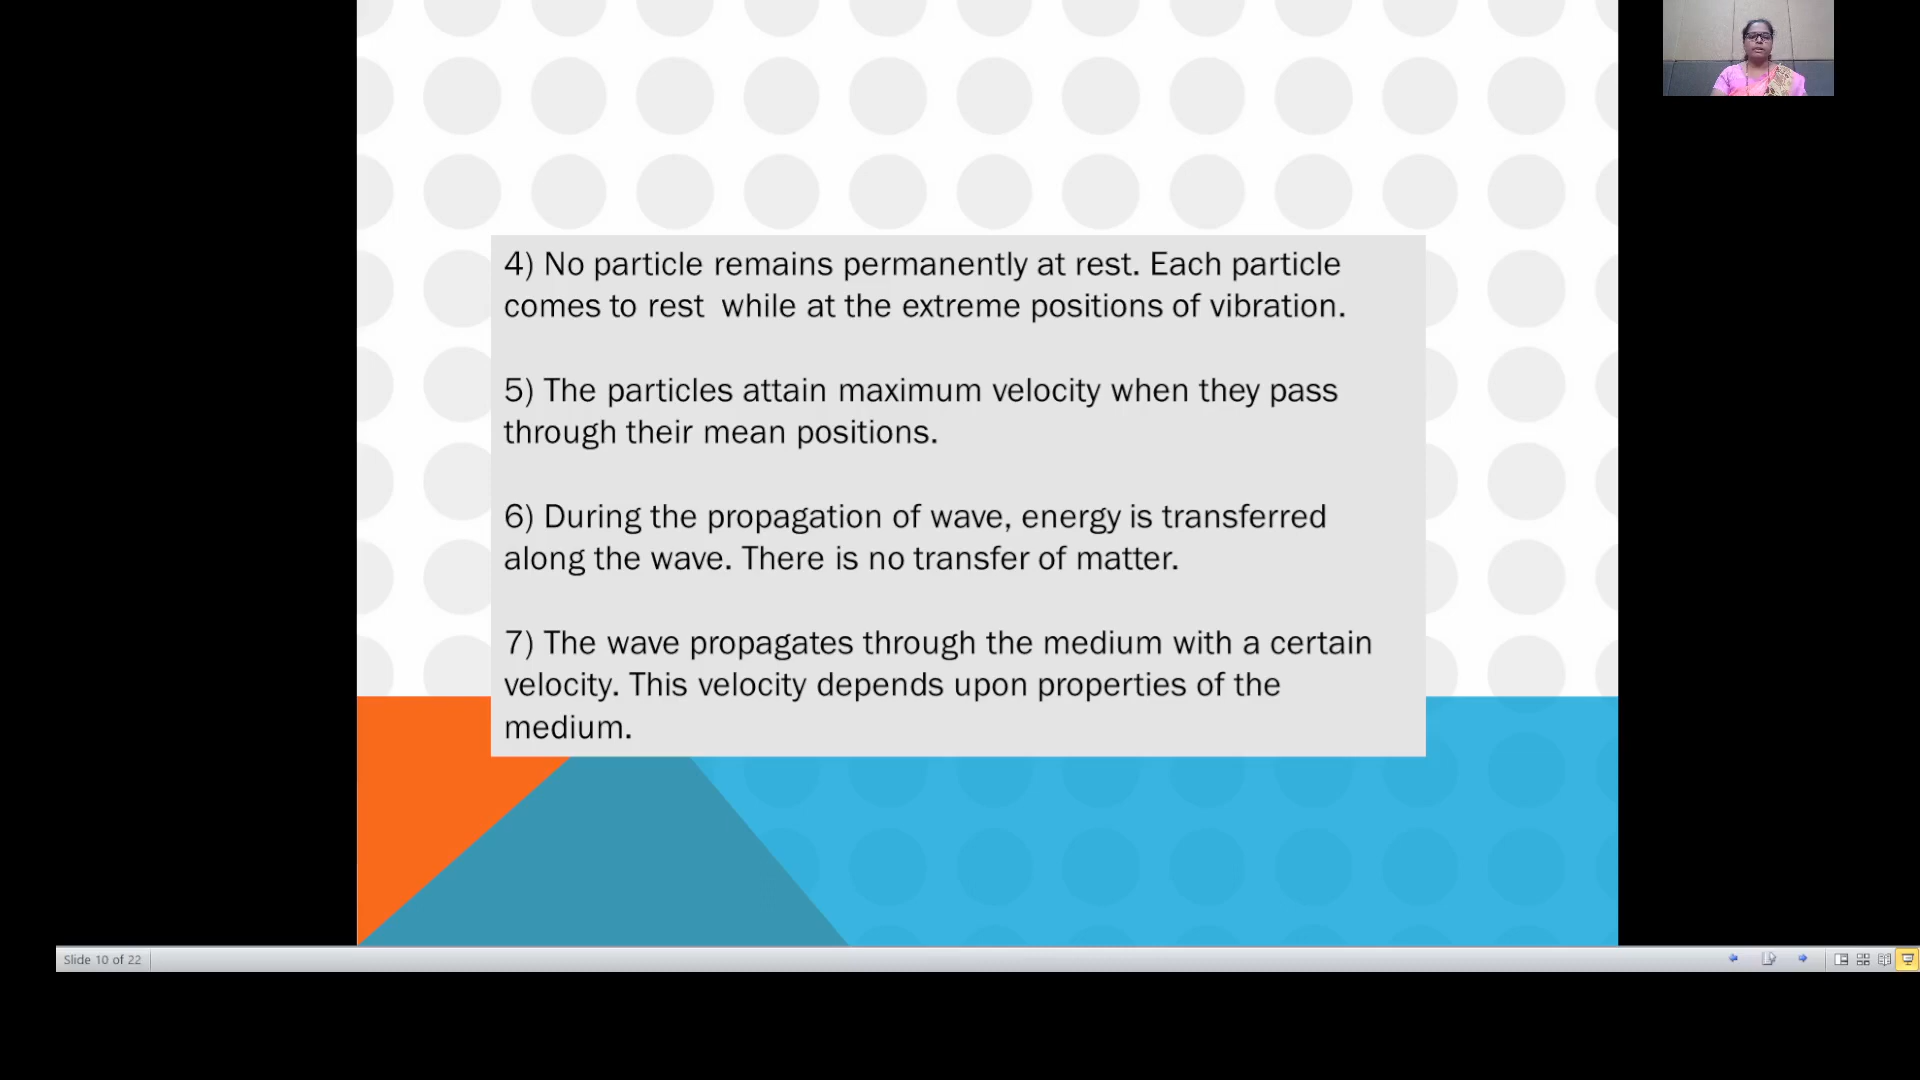 4) No particle remains permanently at rest. Each particle
comes to rest  while at the extreme positions of vibration.
5) The particles attain maximum velocity when they pass
through their mean positions.
6) During the propagation of wave, energy is transferred
along the wave. There is no transfer of matter.
7) The wave propagates through the medium with a certain
velocity. This velocity depends upon properties of the
medium.
Slide 10 of 22